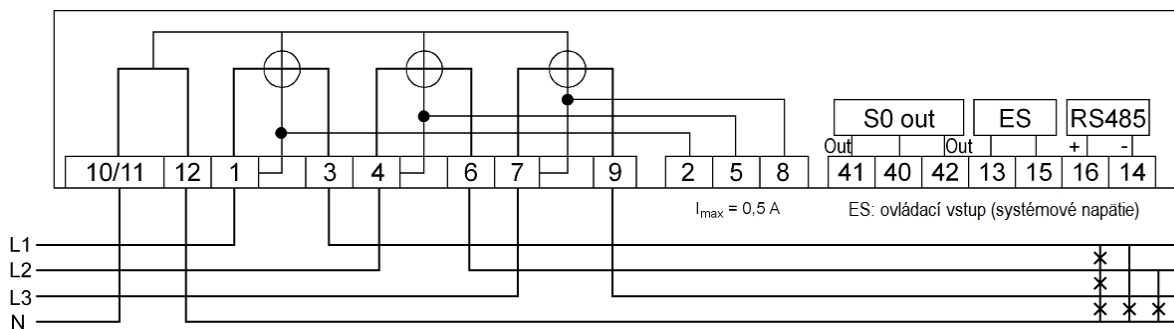 S0 out ES RS485
Out Out + -
10/11 12 1 3 4 6 7 9 2 5 8 41 40 42 13 15 16 14
Imax = 0,5 A ES: ovládací vstup (systémové napätie)
L1
L2
L3
N